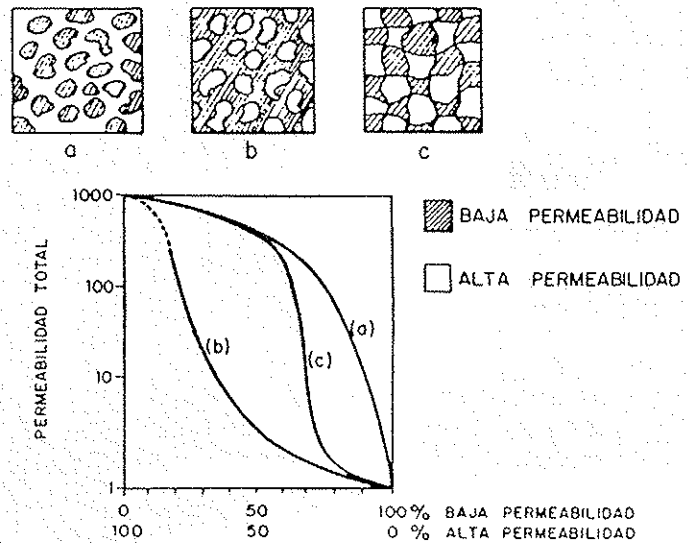 a b c
BAJA PERMEABILIDAD
ALTA PERMEABILIDAD
PERMEABILIDAD TOTAL
1000
100
10
1
(b)
(c)
(a)
0 50 100% BAJA PERMEABILIDAD
100 50 0 % ALTA PERMEABILIDAD